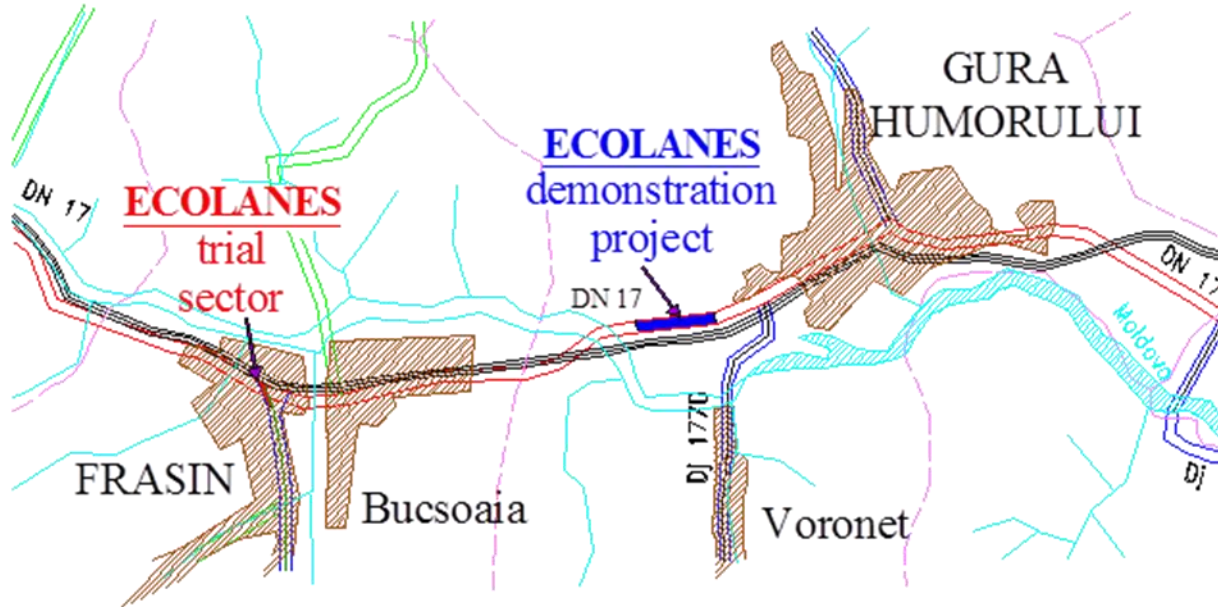 GURA
HUMORULUI
ECOLANES
demonstration
project
DN 17
ECOLANES
trial
sector
DN 17
DN 17
Moldova
Dj 177D
Dj
FRASIN
Bucsoaia
Voronet